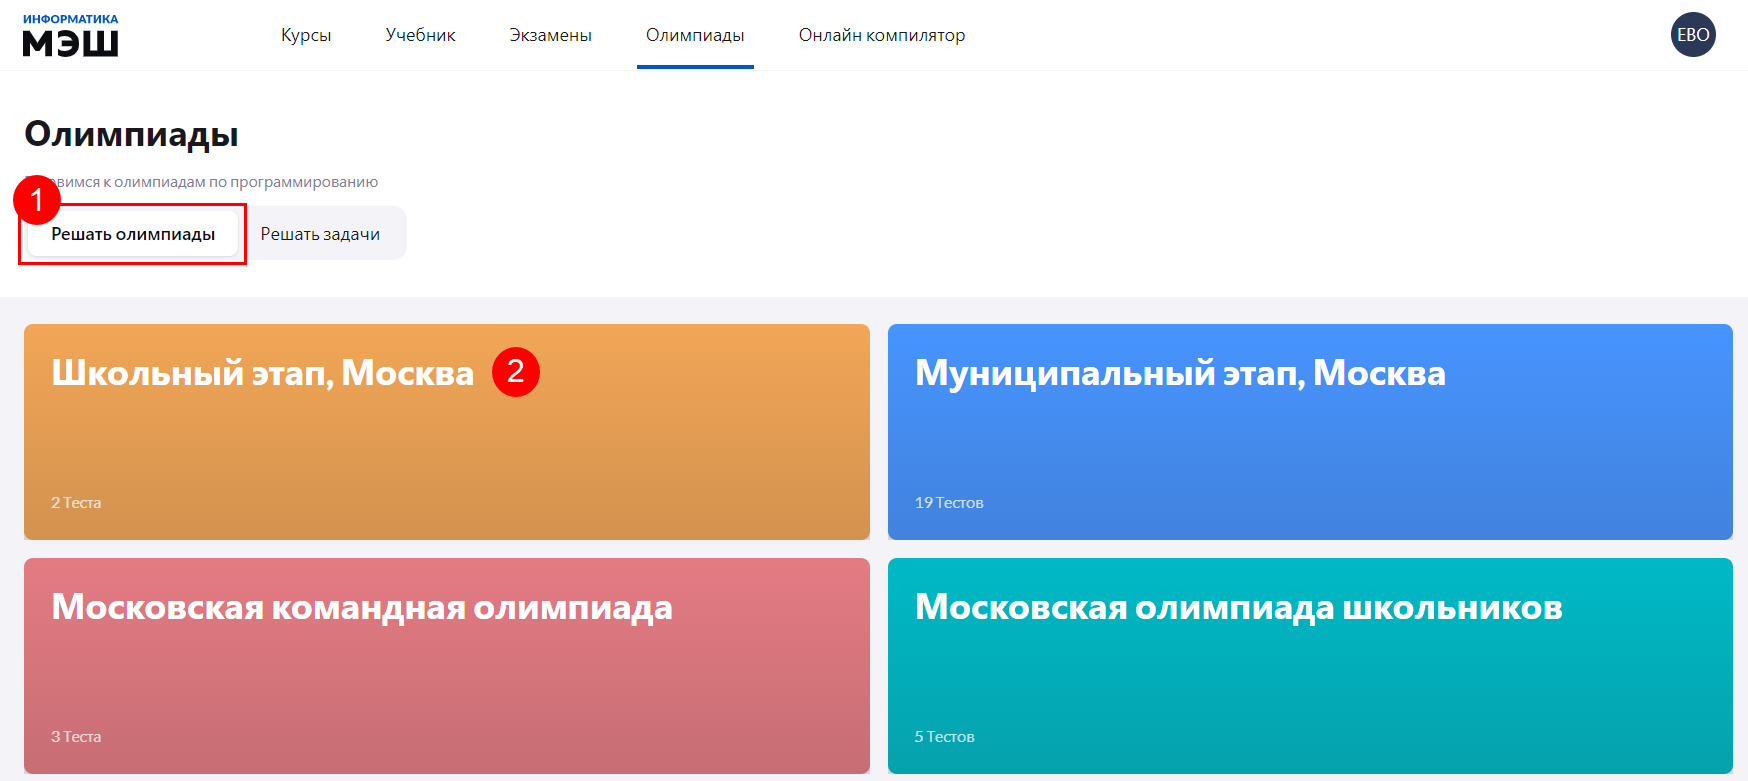 ИНФОРМАТИКА
МЭШ
Курсы
Учебник
Экзамены
Олимпиады
Онлайн компилятор
ЕВО
Олимпиады
к олимпиадам по программированию
1
Решать олимпиады
Решать задачи
Школьный этап, Москва
2
2 Теста
Муниципальный этап, Москва
19 Тестов
Московская командная олимпиада
3 Теста
Московская олимпиада школьников
5 Тестов